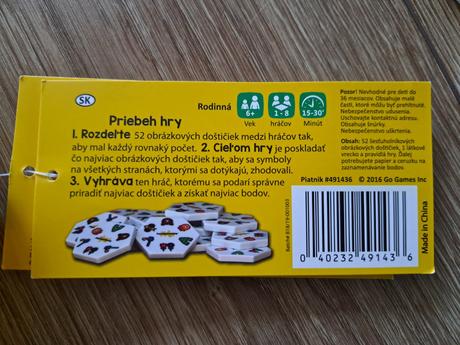 SK
Rodinná
6+
Vek
1 - 8
hráčov
15-30'
Minút
Priebeh hry
1. Rozdeľte 52 obrázkových doštičiek medzi hráčov tak,
aby mal každý rovnaký počet. 2. Cieľom hry je poskladať
čo najviac obrázkových doštičiek tak, aby sa symboly
na všetkých stranách, ktorými sa dotýkajú, zhodovali.
3. Vyhráva ten hráč, ktorému sa podarí správne
priradiť najviac doštičiek a získať najviac bodov.
Pozor! Nevhodné pre deti do
36 mesiacov. Obsahuje malé
časti, ktoré môžu byť prehltnuté.
Nebezpečenstvo udusenia.
Uschovajte kontaktnú adresu.
Obsahuje šnúrky.
Nebezpečenstvo uškrtenia.
Obsah: 52 šesťuholníkových
obrázkových doštičiek, 1 látkové
vrecko a pravidlá hry. Ďalej
potrebujete papier a ceruzku na
zaznamenávanie bodov.
Piatnik #491436 © 2016 Go Games Inc
Batch# B18/19-001003
0 40232 49143 6
Made in China